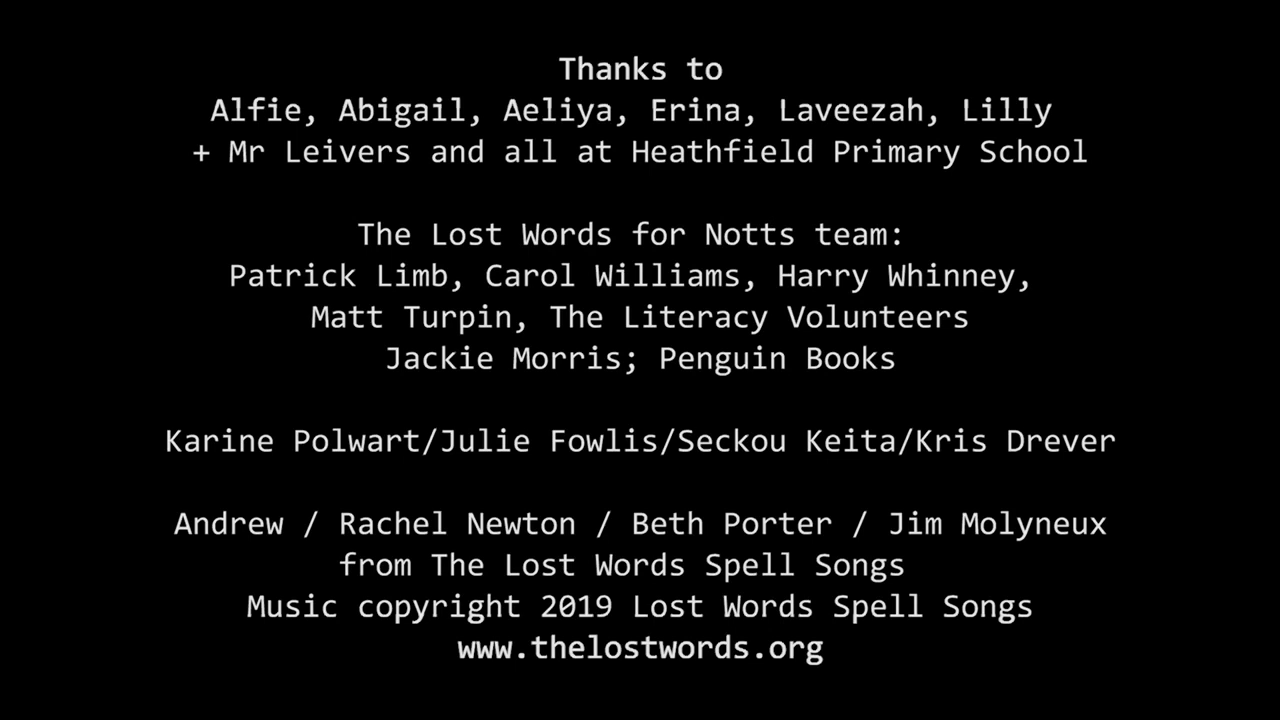 Thanks to
Alfie, Abigail, Aeliya, Erina, Laveezah, Lilly
+ Mr Leivers and all at Heathfield Primary School
The Lost Words for Notts team:
Patrick Limb, Carol Williams, Harry Whinney,
Matt Turpin, The Literacy Volunteers
Jackie Morris; Penguin Books
Karine Polwart/Julie Fowlis/Seckou Keita/Kris Drever
Andrew / Rachel Newton / Beth Porter / Jim Molyneux
from The Lost Words Spell Songs
Music copyright 2019 Lost Words Spell Songs
www.thelostwords.org